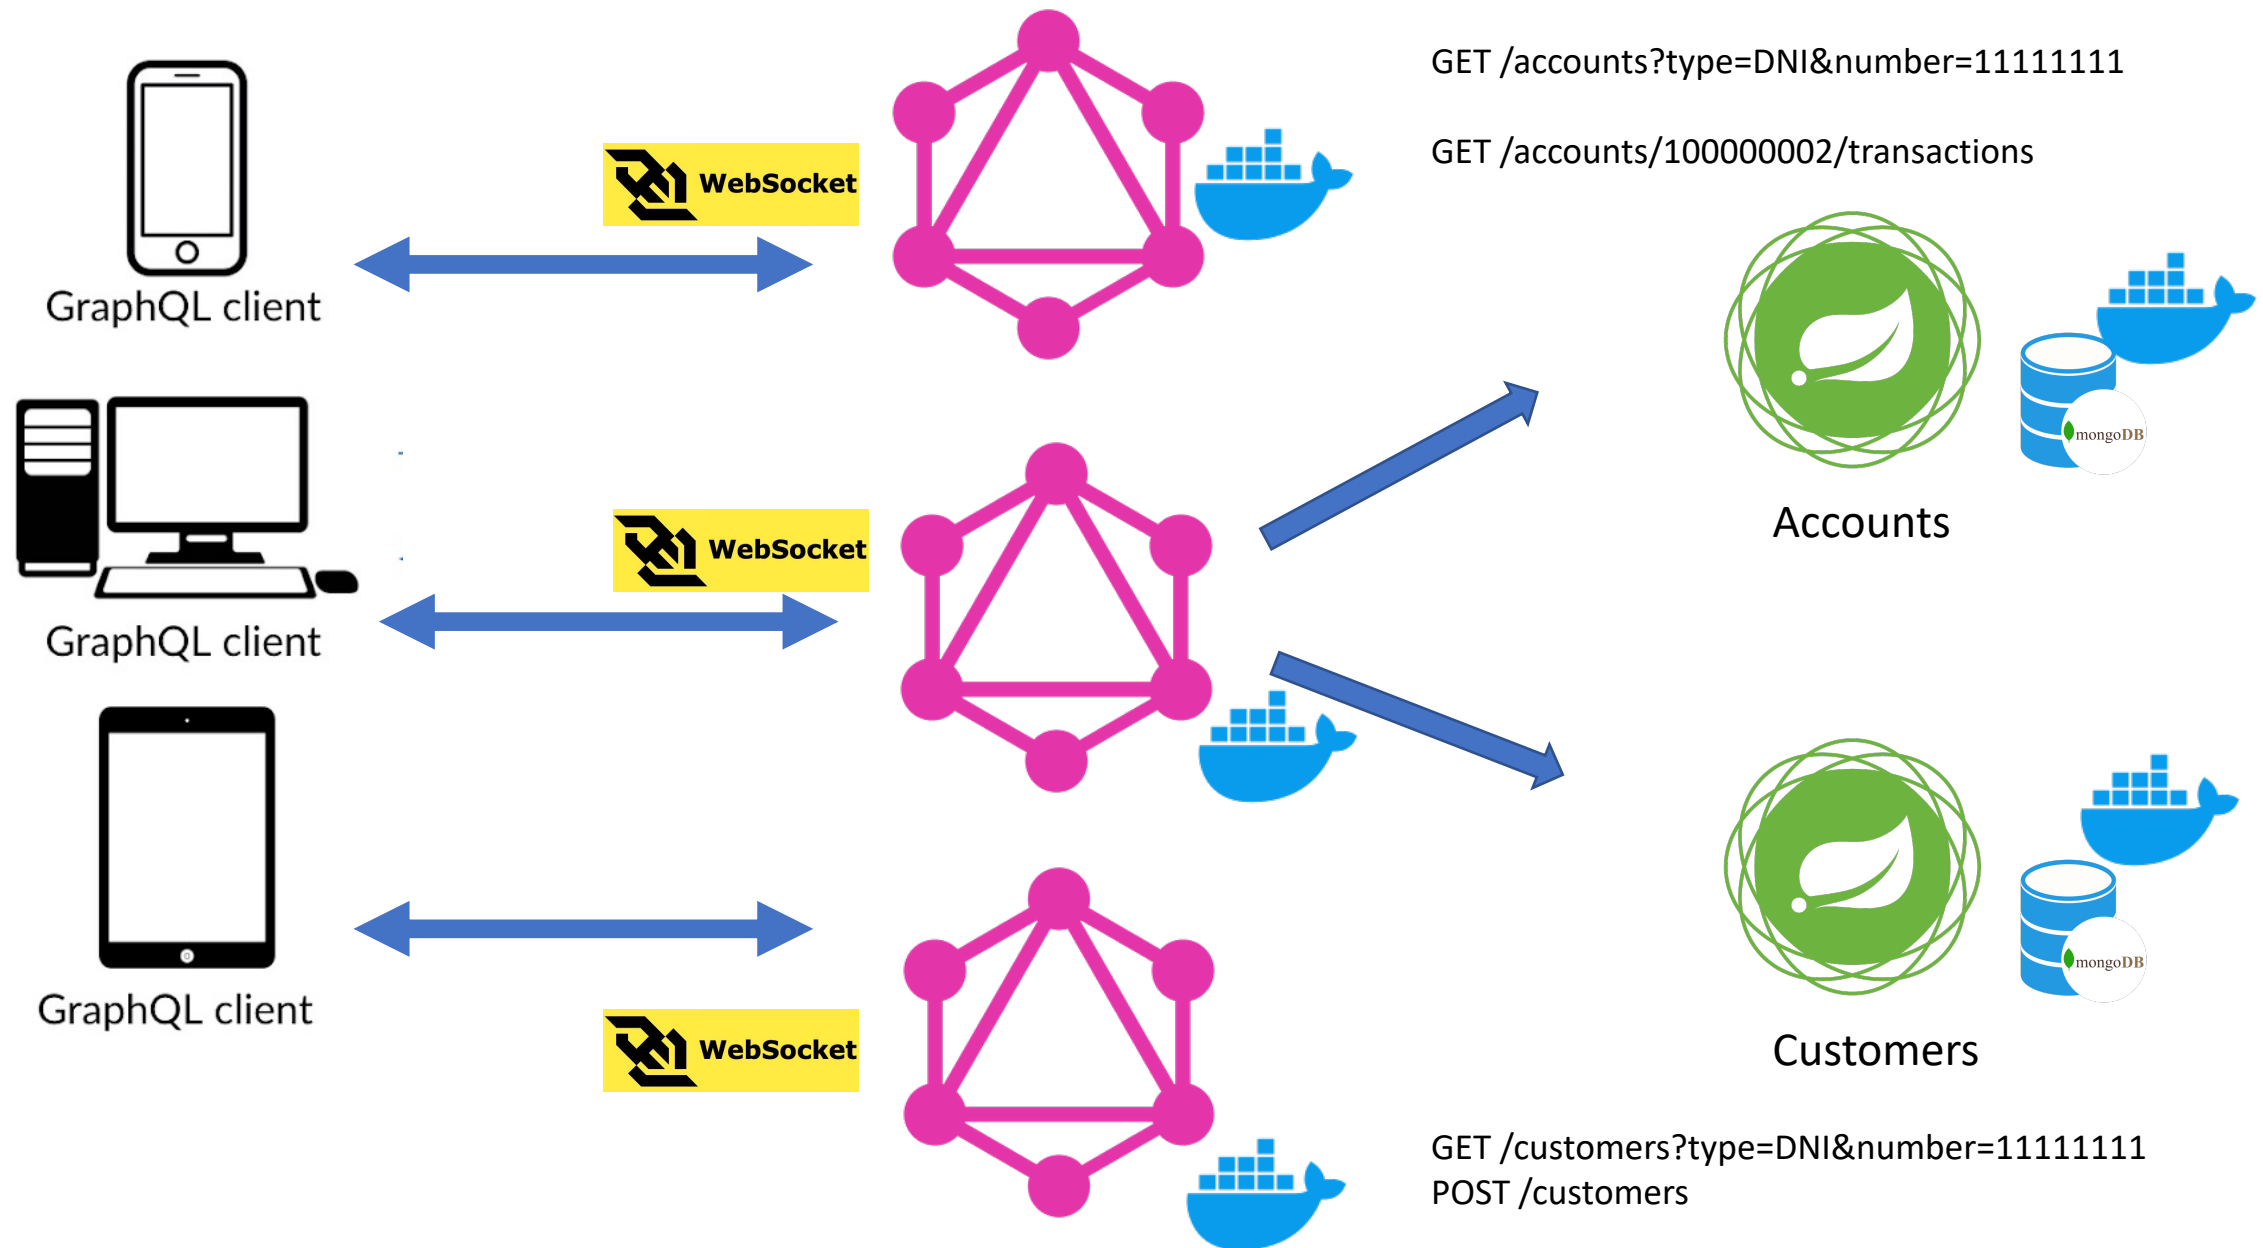 GET /accounts?type=DNI&number=11111111
GET /accounts/100000002/transactions
WebSocket
GraphQL client
mongoDB
Accounts
WebSocket
GraphQL client
mongoDB
GraphQL client
WebSocket
Customers
GET /customers?type=DNI&number=11111111
POST /customers